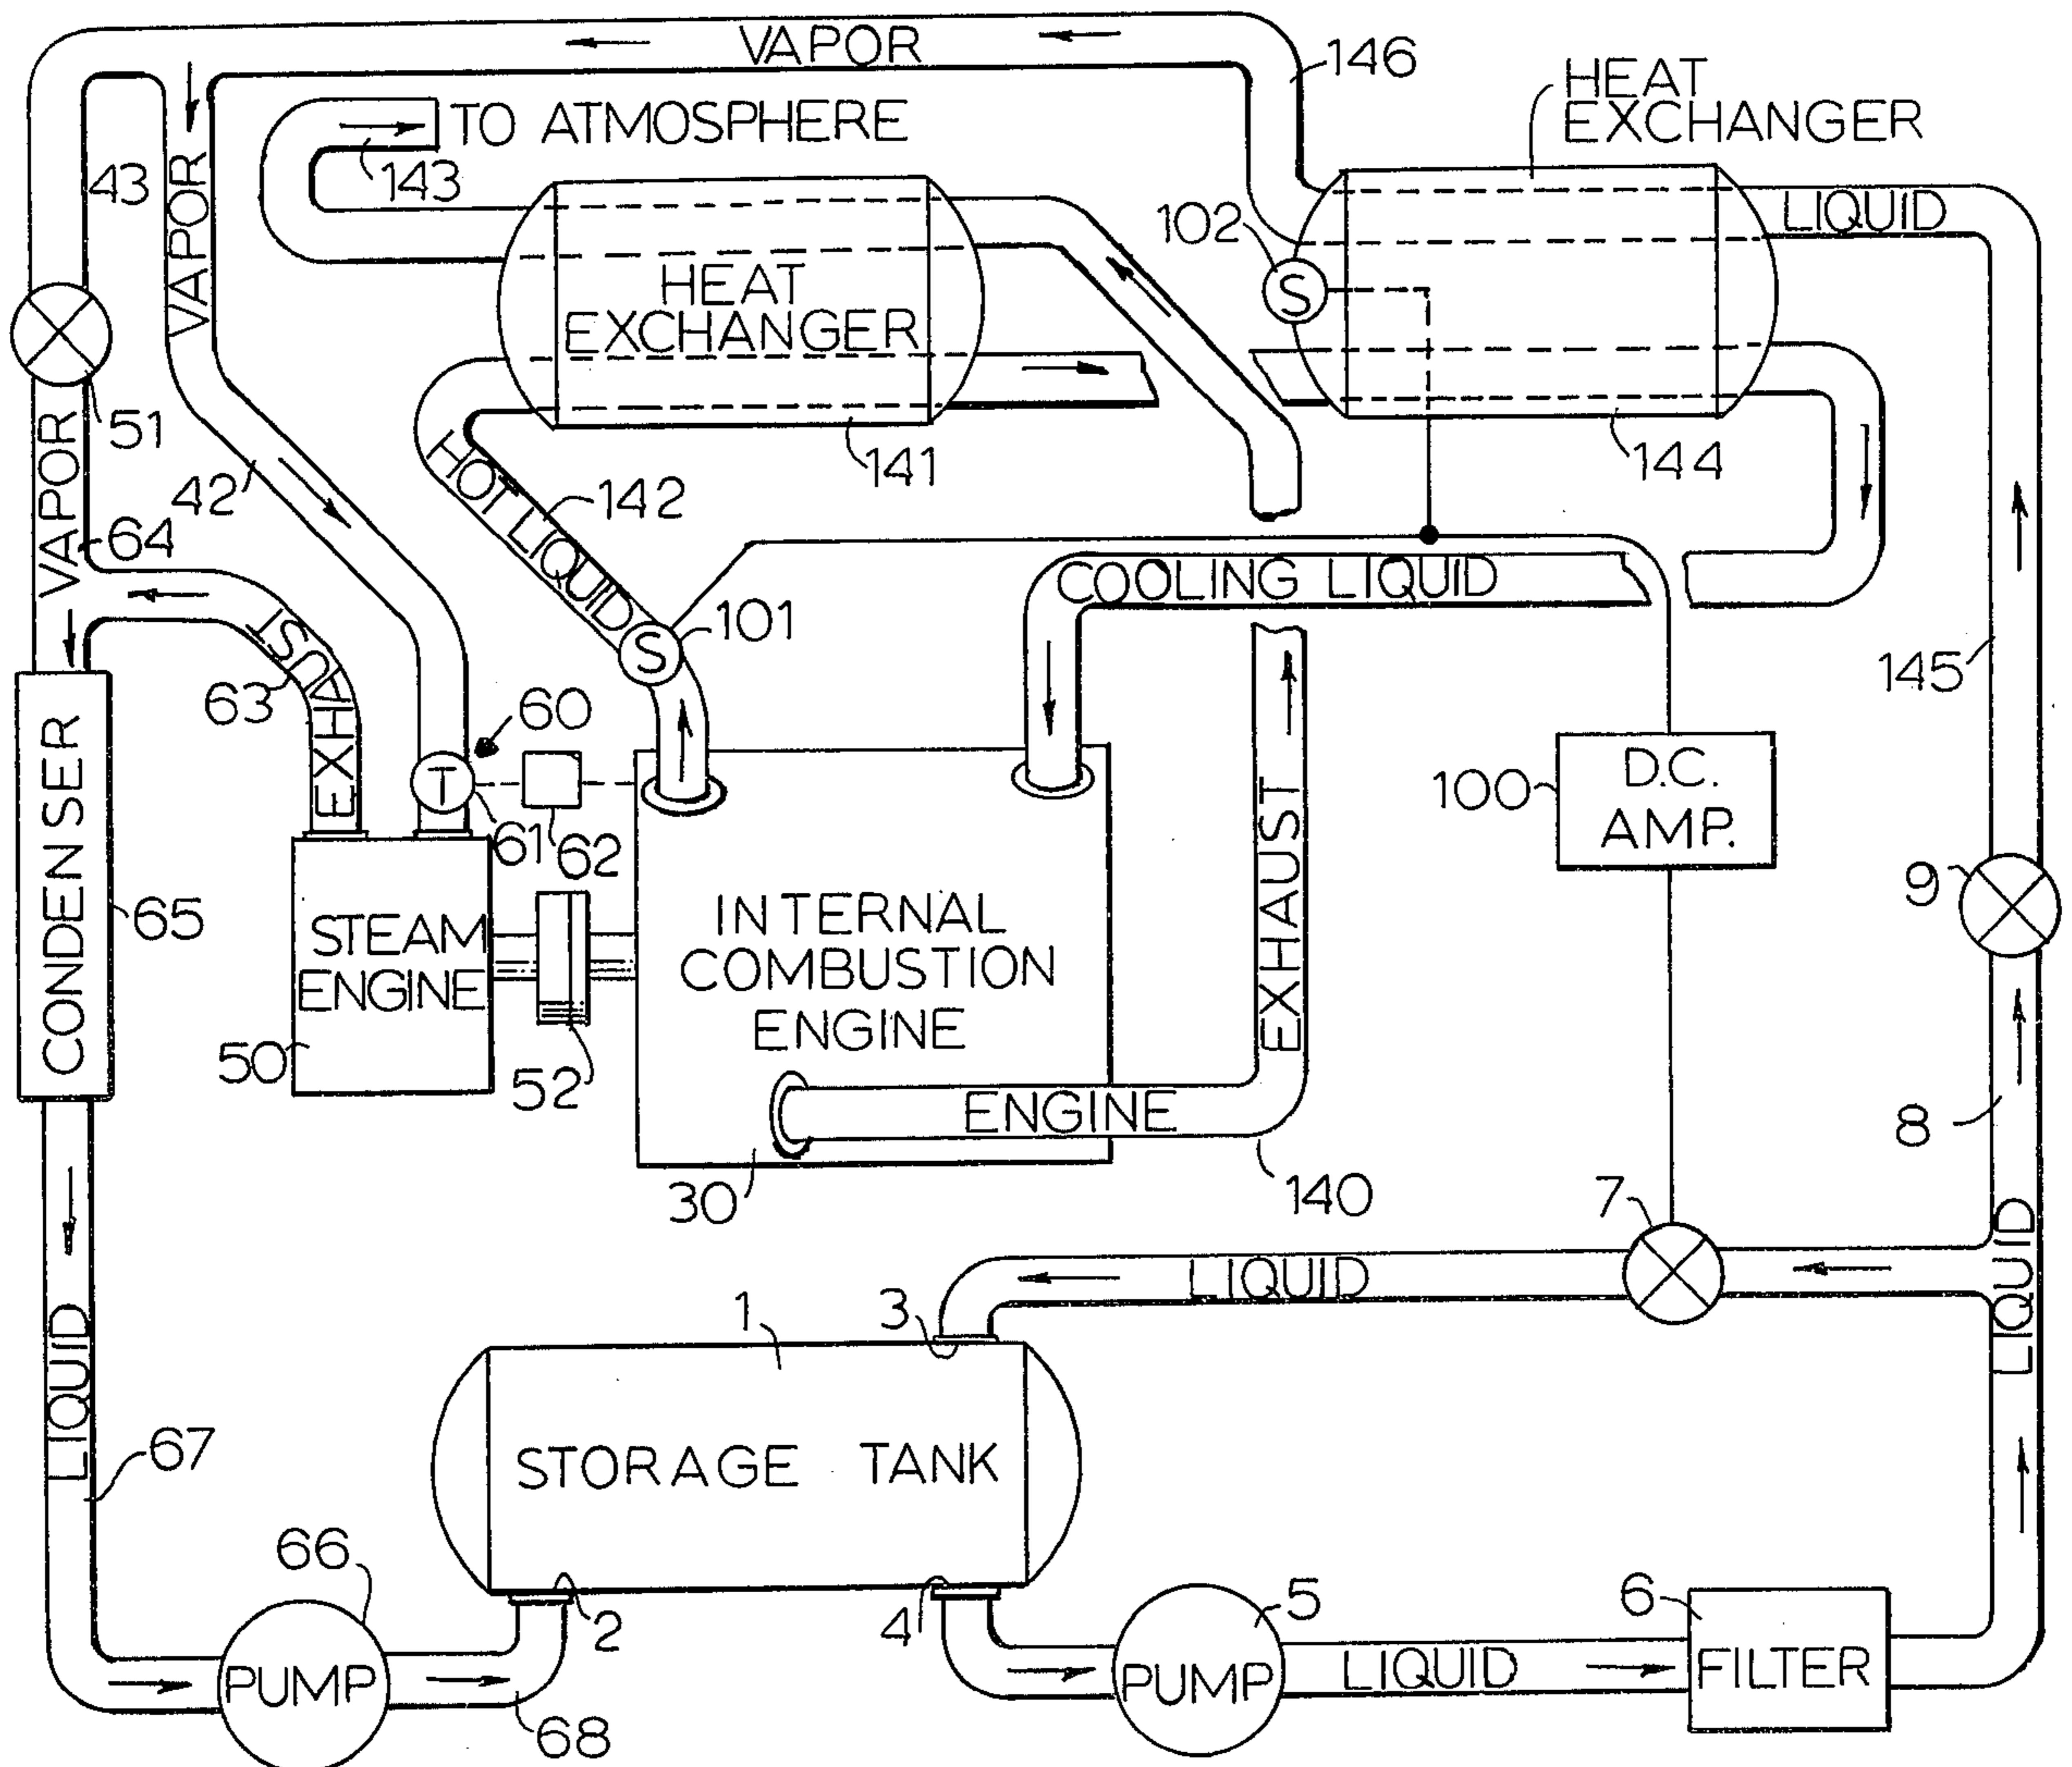 VAPOR
146
HEAT
EXCHANGER
TO ATMOSPHERE
143
43
VAPOR
LIQUID
102
S
HEAT
EXCHANGER
51
141
144
42
VAPOR
HOT LIQUID
142
64
COOLING LIQUID
101
S
145
EXHAUST
63
60
T
61
62
D.C.
AMP.
100
CONDENSER
65
STEAM
ENGINE
50
52
INTERNAL
COMBUSTION
ENGINE
EXHAUST
9
8
ENGINE
30
140
7
LIQUID
LIQUID
LIQUID
1
3
67
STORAGE TANK
66
2
4
5
6
PUMP
68
PUMP
LIQUID
FILTER